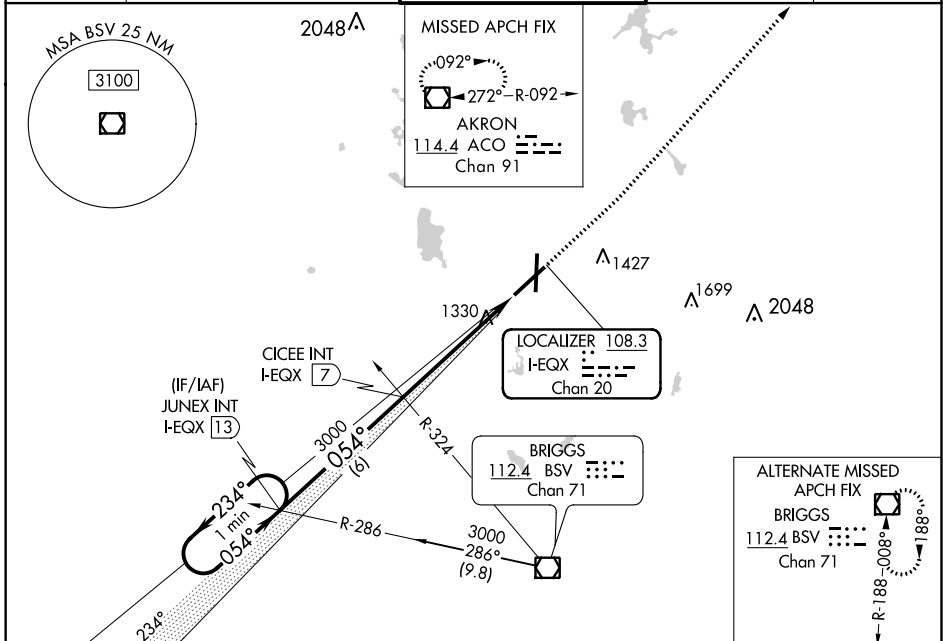 MSA BSV 25 NM
3100
2048
MISSED APCH FIX
092°
272°
R-092
AKRON
114.4 ACO
Chan 91
1427
1699
2048
1330
LOCALIZER 108.3
I-EQX
Chan 20
CICEE INT
I-EQX 7
(IF/IAF)
JUNEX INT
I-EQX 13
3000
054°
(6)
R-324
234°
1 min
054°
R-286
3000
286°
(9.8)
BRIGGS
112.4 BSV
Chan 71
234°
ALTERNATE MISSED
APCH FIX
BRIGGS
112.4 BSV
Chan 71
188°
R-188
008°